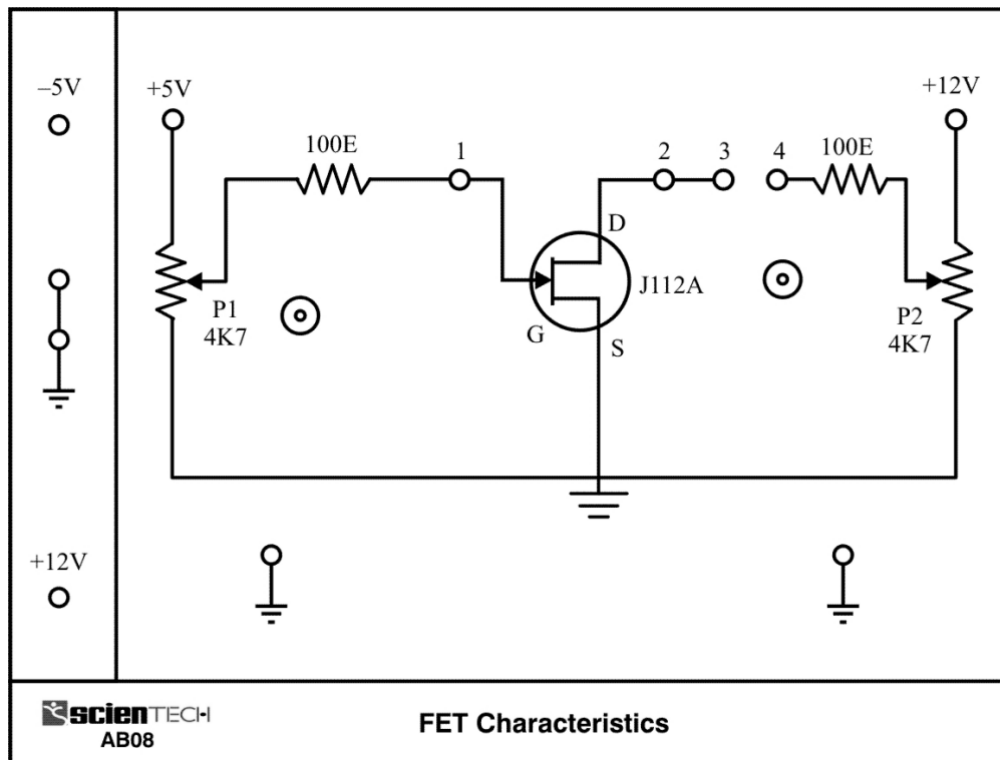 –5V
+5V
+12V
100E
1
2
3
4
100E
D
J112A
P1
4K7
G
S
P2
4K7
+12V
scienTECH
AB08
FET Characteristics